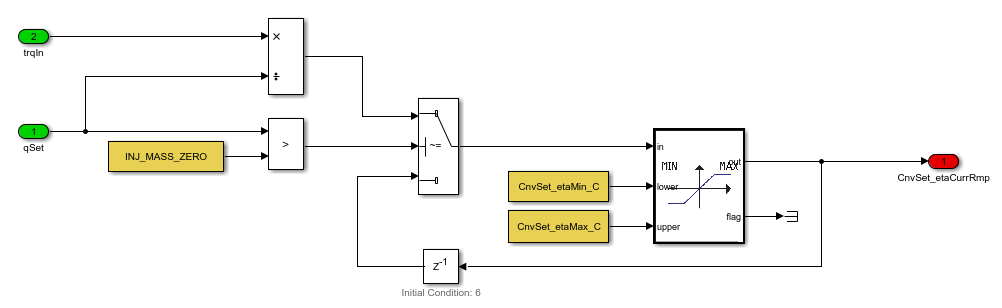 2
trqIn
×
÷
1
qSet
INJ_MASS_ZERO
>
~=
CnvSet_etaMin_C
CnvSet_etaMax_C
in
MIN
MAX
out
lower
flag
upper
1
CnvSet_etaCurrRmp
Z-1
Initial Condition: 6